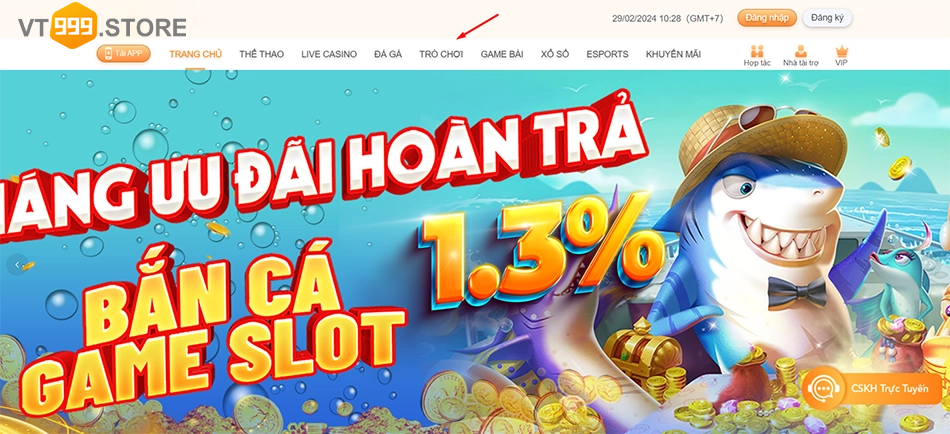 VT999.STORE
29/02/2024 10:28 (GMT+7)
Đăng nhập
Đăng ký
Tải APP
TRANG CHỦ
THỂ THAO
LIVE CASINO
ĐÁ GÀ
TRÒ CHƠI
GAME BÀI
XỔ SỐ
ESPORTS
KHUYẾN MÃI
Hợp tác
Nhà tài trợ
VIP
HÁNG ƯU ĐÃI HOÀN TRẢ
1.3%
BẮN CÁ
GAME SLOT
CSKH Trực Tuyến